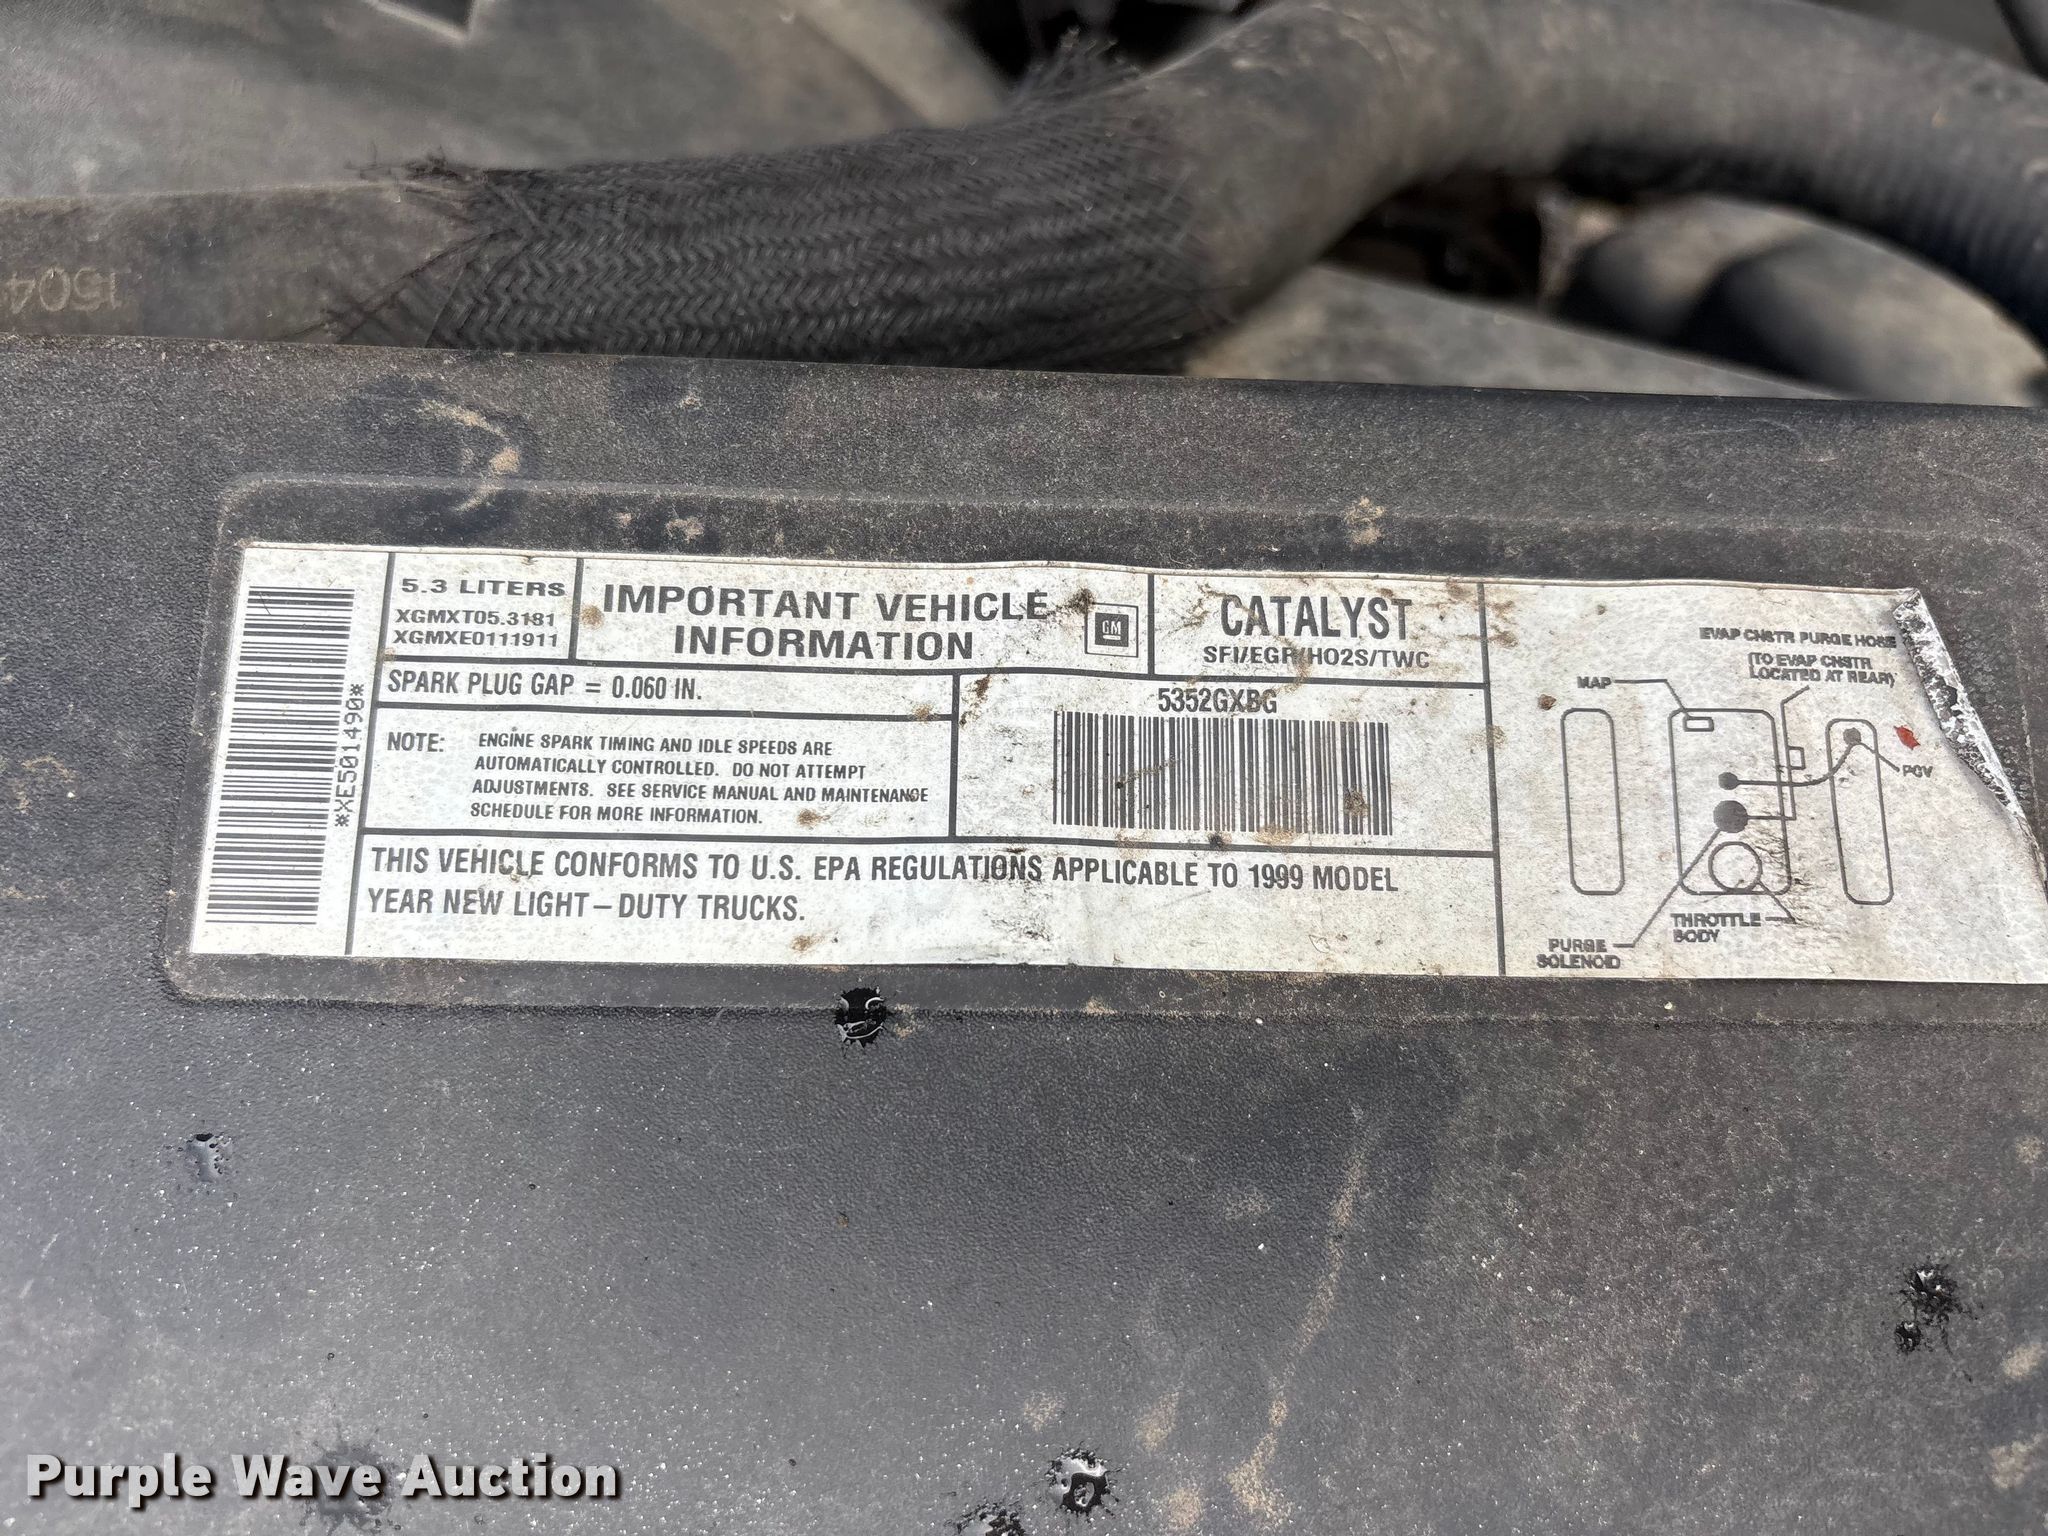 1504
*XE5014490*
5.3 LITERS
XGMXT05.3181
XGMXE0111911
IMPORTANT VEHICLE
INFORMATION
GM
CATALYST
SFI/EGR/HO2S/TWC
SPARK PLUG GAP = 0.060 IN.
NOTE: ENGINE SPARK TIMING AND IDLE SPEEDS ARE
AUTOMATICALLY CONTROLLED. DO NOT ATTEMPT
ADJUSTMENTS. SEE SERVICE MANUAL AND MAINTENANCE
SCHEDULE FOR MORE INFORMATION.
5352GXBG
THIS VEHICLE CONFORMS TO U.S. EPA REGULATIONS APPLICABLE TO 1999 MODEL
YEAR NEW LIGHT-DUTY TRUCKS.
EVAP CNSTR PURGE HOSE
(TO EVAP CNSTR
LOCATED AT REAR)
MAP
PCV
THROTTLE
BODY
PURGE
SOLENOID
Purple Wave Auction